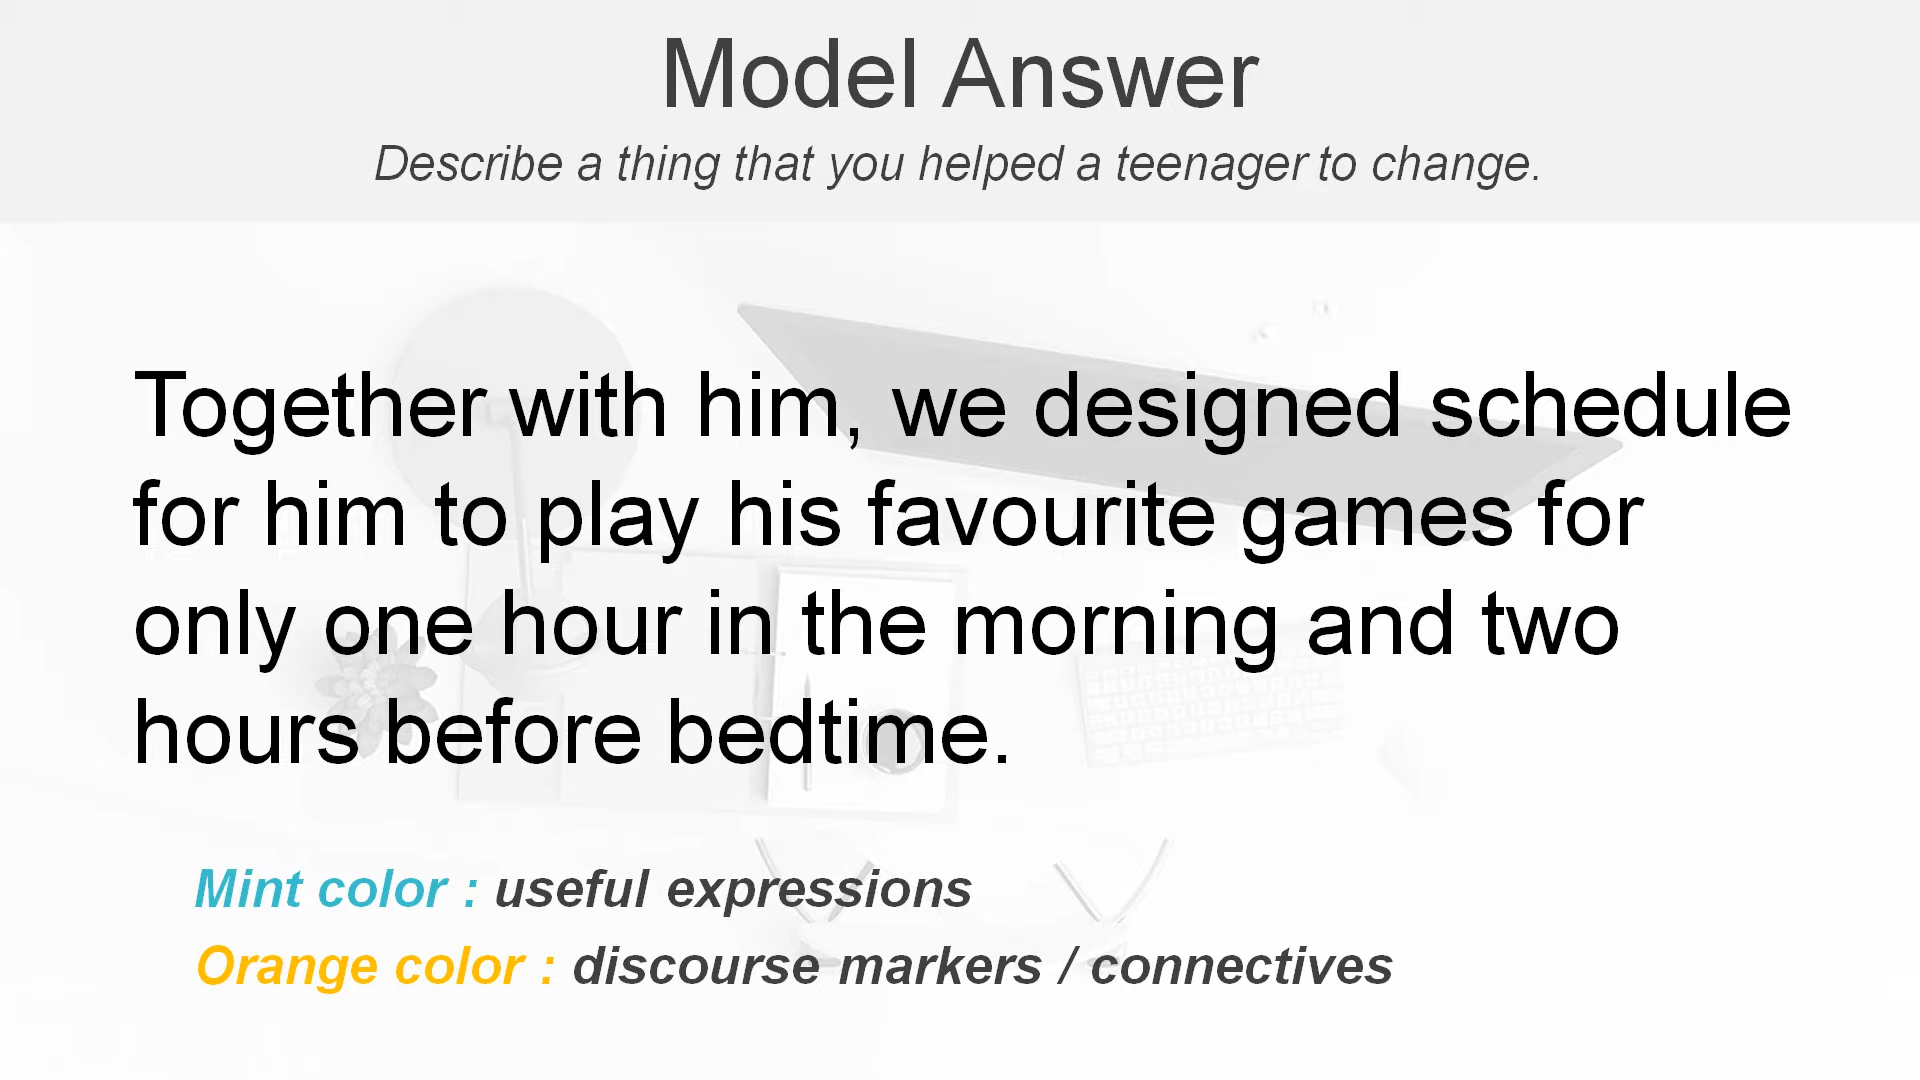 Model Answer
Describe a thing that you helped a teenager to change.
Together with him, we designed schedule
for him to play his favourite games for
only one hour in the morning and two
hours before bedtime.
Mint color : useful expressions
Orange color : discourse markers / connectives